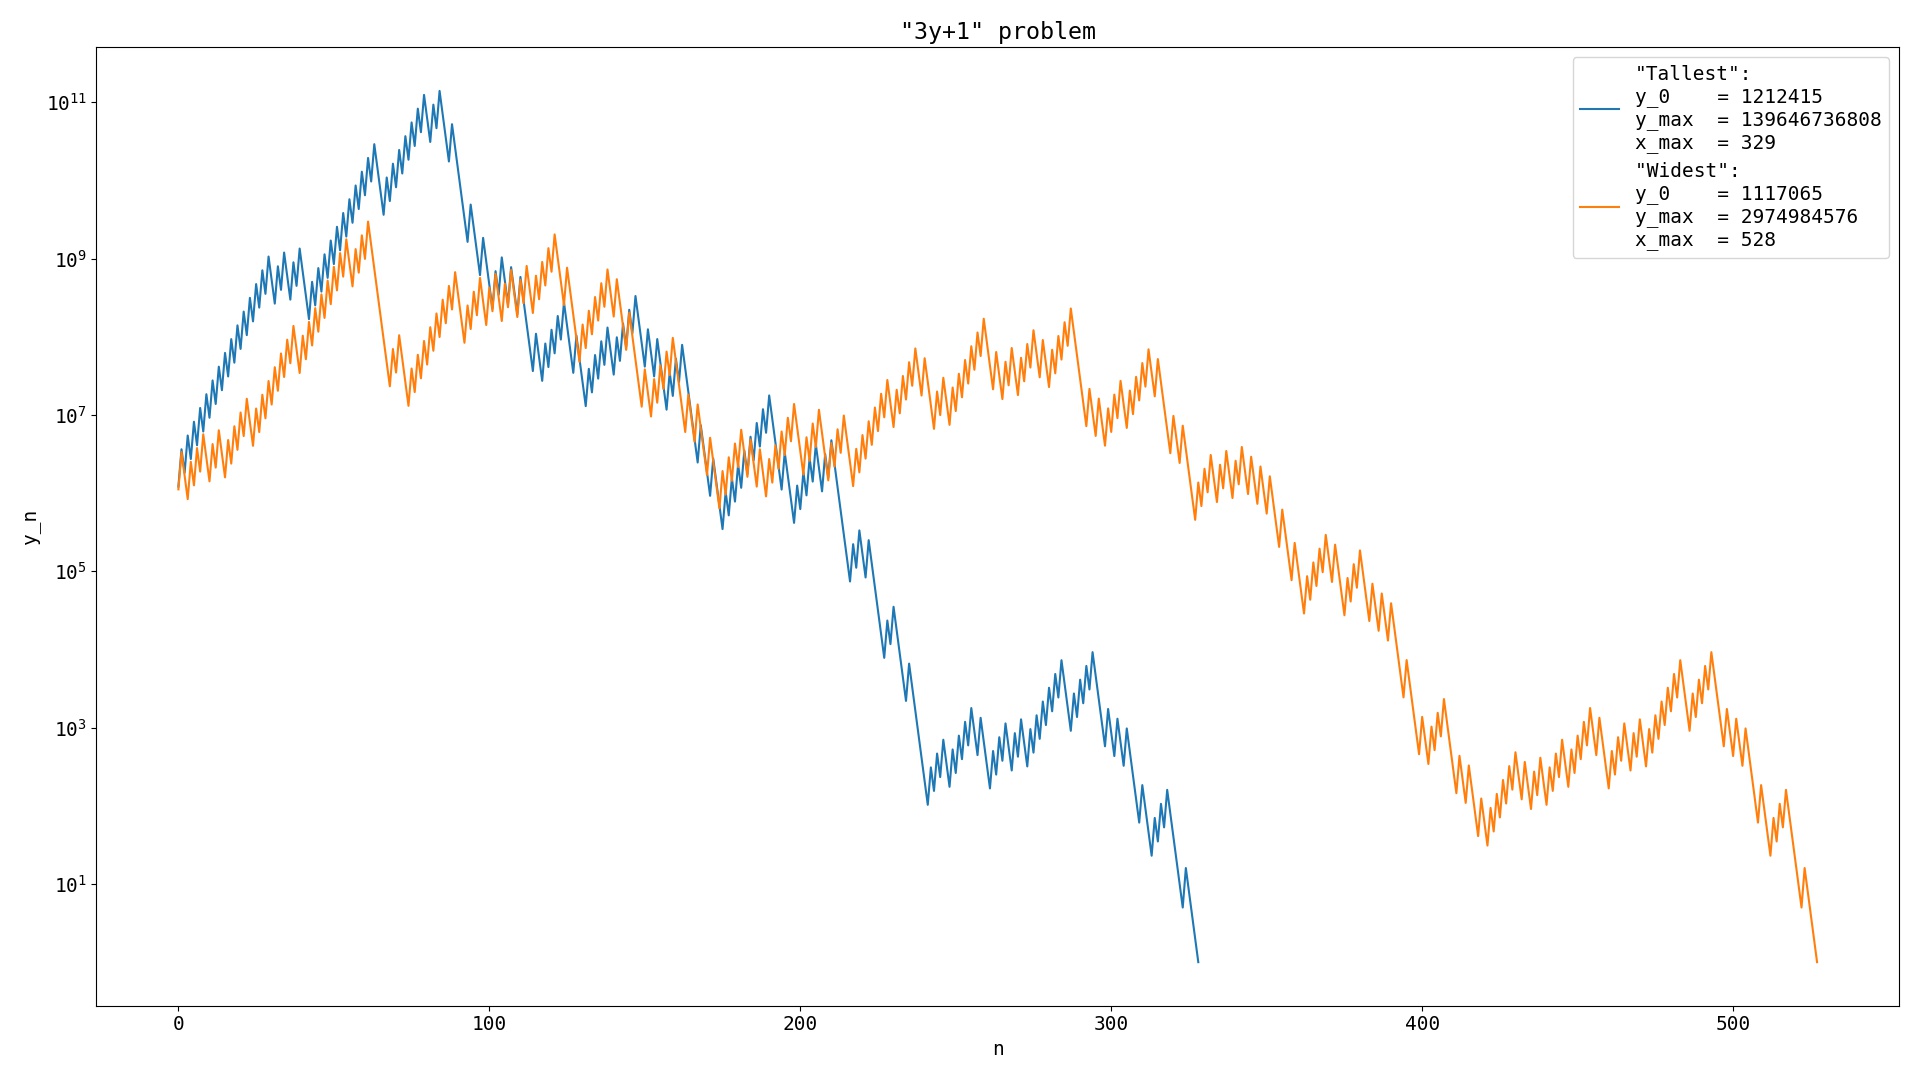 "3y+1" problem
"Tallest":
y_0    = 1212415
y_max  = 139646736808
x_max  = 329
"Widest":
y_0    = 1117065
y_max  = 2974984576
x_max  = 528
10^11
10^9
10^7
10^5
10^3
10^1
y_n
0 100 200 300 400 500
n